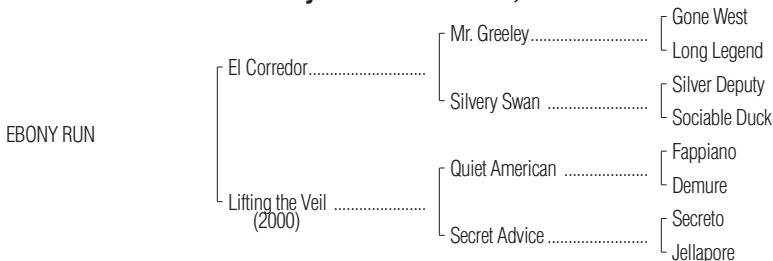 Gone West
Mr. Greeley..............................
Long Legend
El Corredor.............................
Silver Deputy
Silvery Swan .........................
Sociable Duck
EBONY RUN
Fappiano
Quiet American .....................
Demure
Lifting the Veil .......................
(2000)
Secreto
Secret Advice .........................
Jellapore